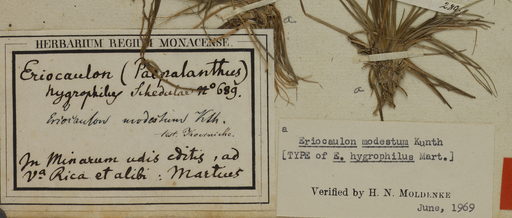 HERBARIUM REGIUM MONACENSE.
Eriocaulon (Paepalanthus)
hygrophilus Schedulae No 689.
Eriocaulon modestum Kth.
In Minarum udis editis, ad
Va Rica et alibi: Martius
a
a
a
Eriocaulon modestum Kunth
[TYPE of E. hygrophilus Mart.]
Verified by H. N. MOLDENKE
June, 1969